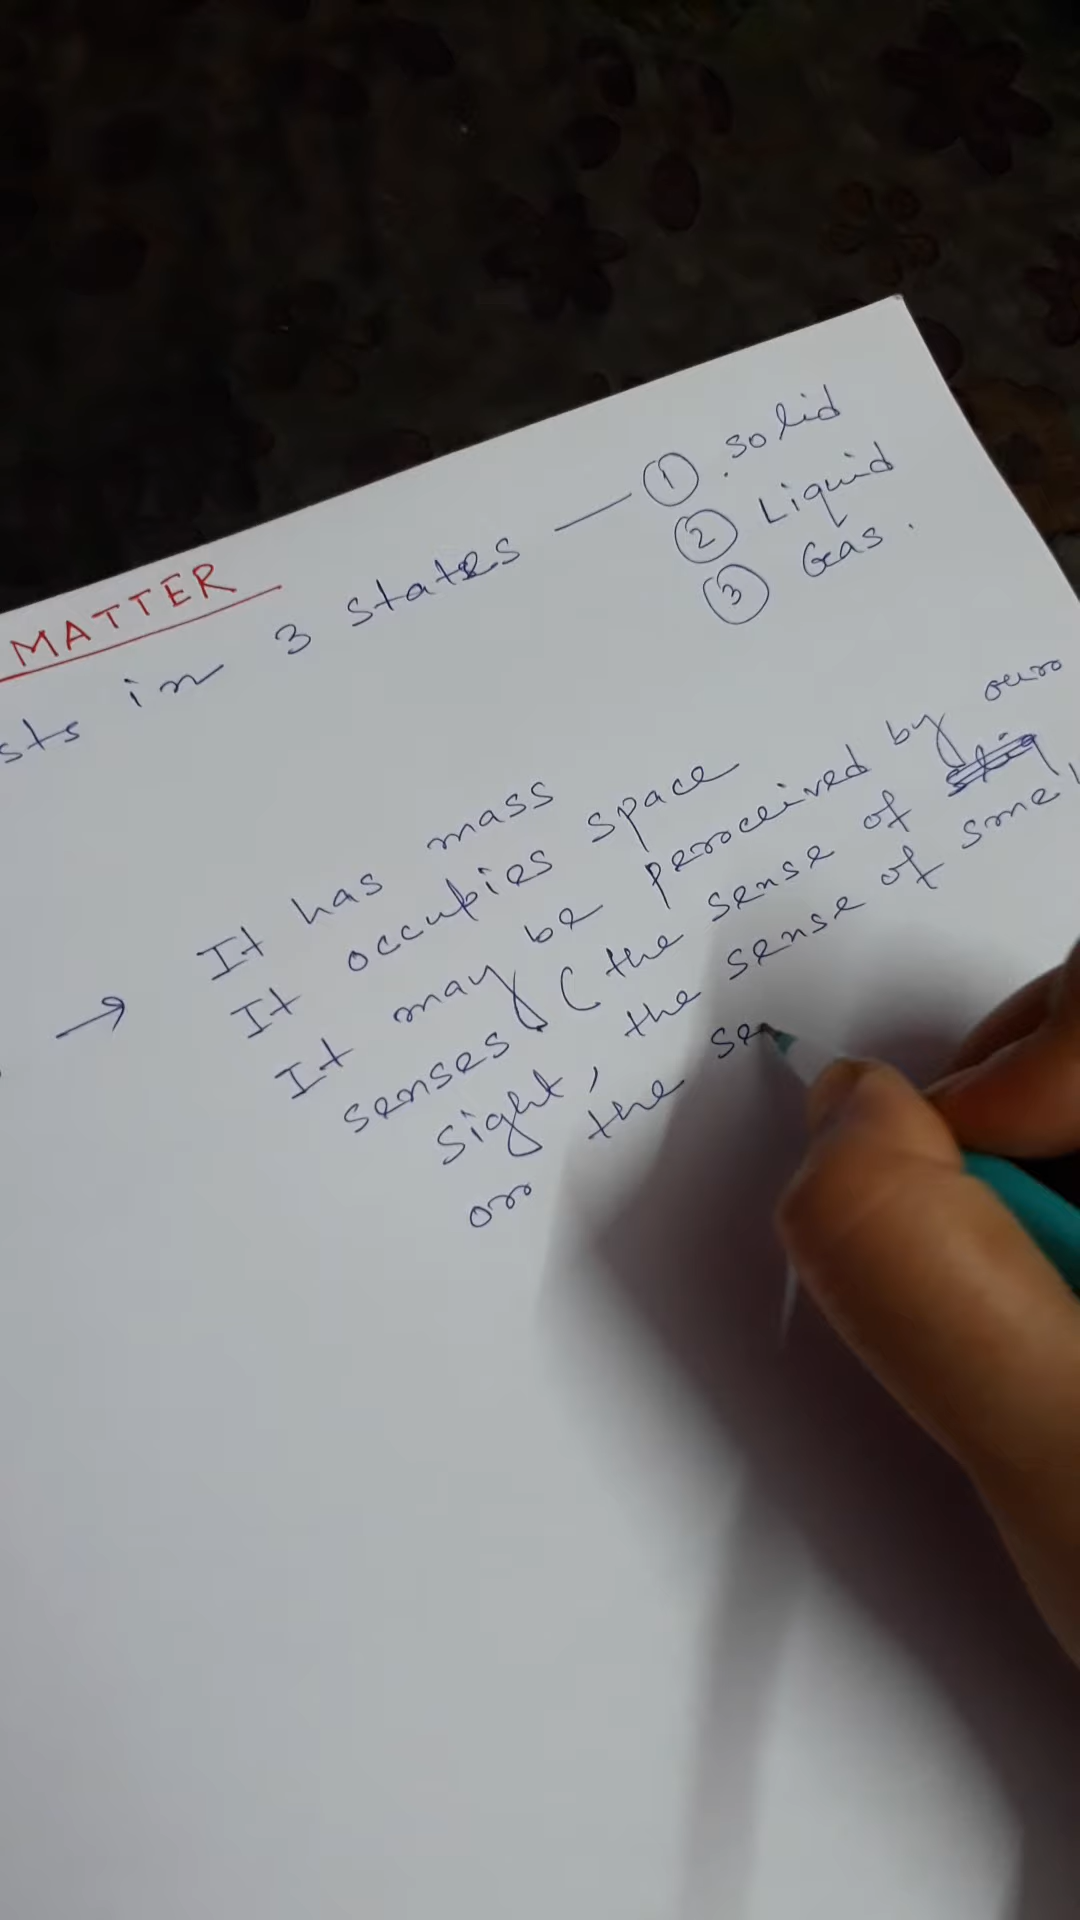 MATTER
sts in 3 states — ① solid
② Liquid
③ Gas.
→ It has mass
It occupies space
It may be perceived by our
senses (the sense of
sight, the sense of sme
or the se